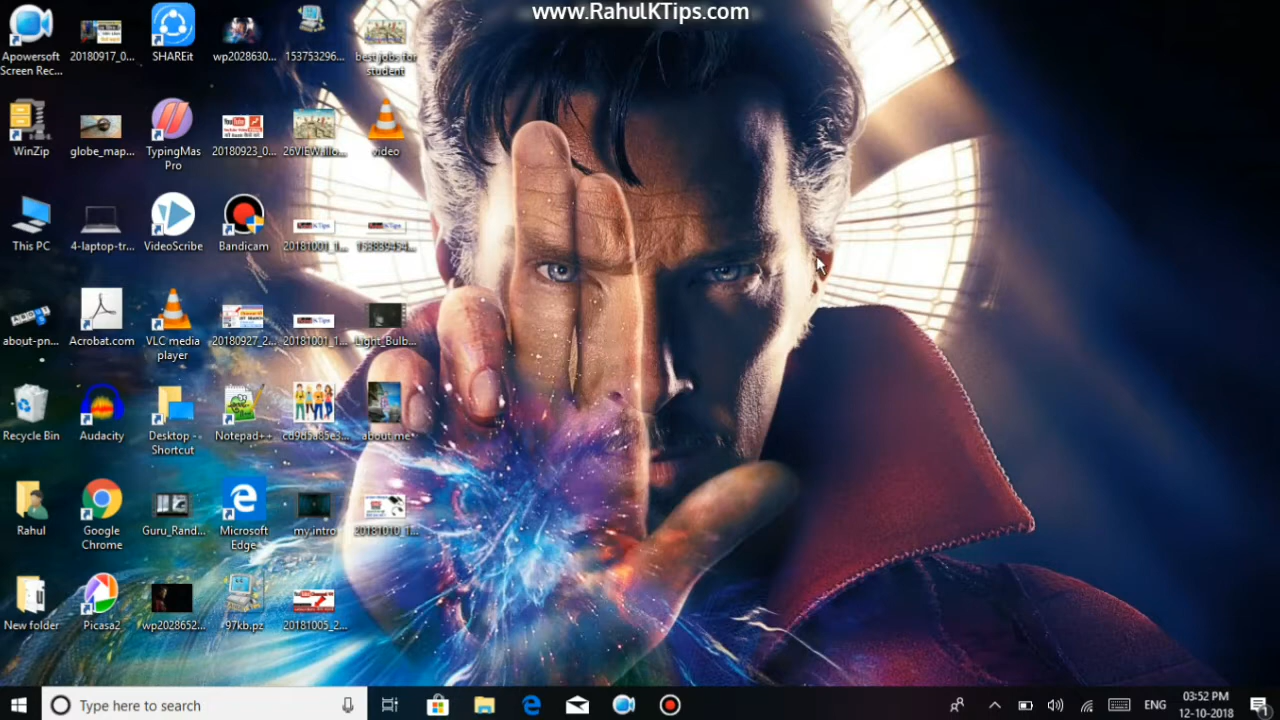 www.RahulKTips.com
Apowersoft
Screen Rec...
20180917_0...
SHAREit
wp2028630...
153753296...
best jobs for
student
WinZip
globe_map...
TypingMas
Pro
20180923_0...
26VIEWallo...
video
This PC
4-laptop-tr...
VideoScribe
Bandicam
20181001_1...
about-pn...
Acrobat.com
VLC media
player
20180927_2...
20181001_1...
Light_Bulb...
Recycle Bin
Audacity
Desktop -
Shortcut
Notepad++
cd9d5a85e3...
about me
Rahul
Google
Chrome
Guru_Rand...
Microsoft
Edge
my intro
20181010_1...
New folder
Picasa2
wp2028652...
97kb.pz
20181005_2...
Type here to search
ENG
03:52 PM
12-10-2018
1